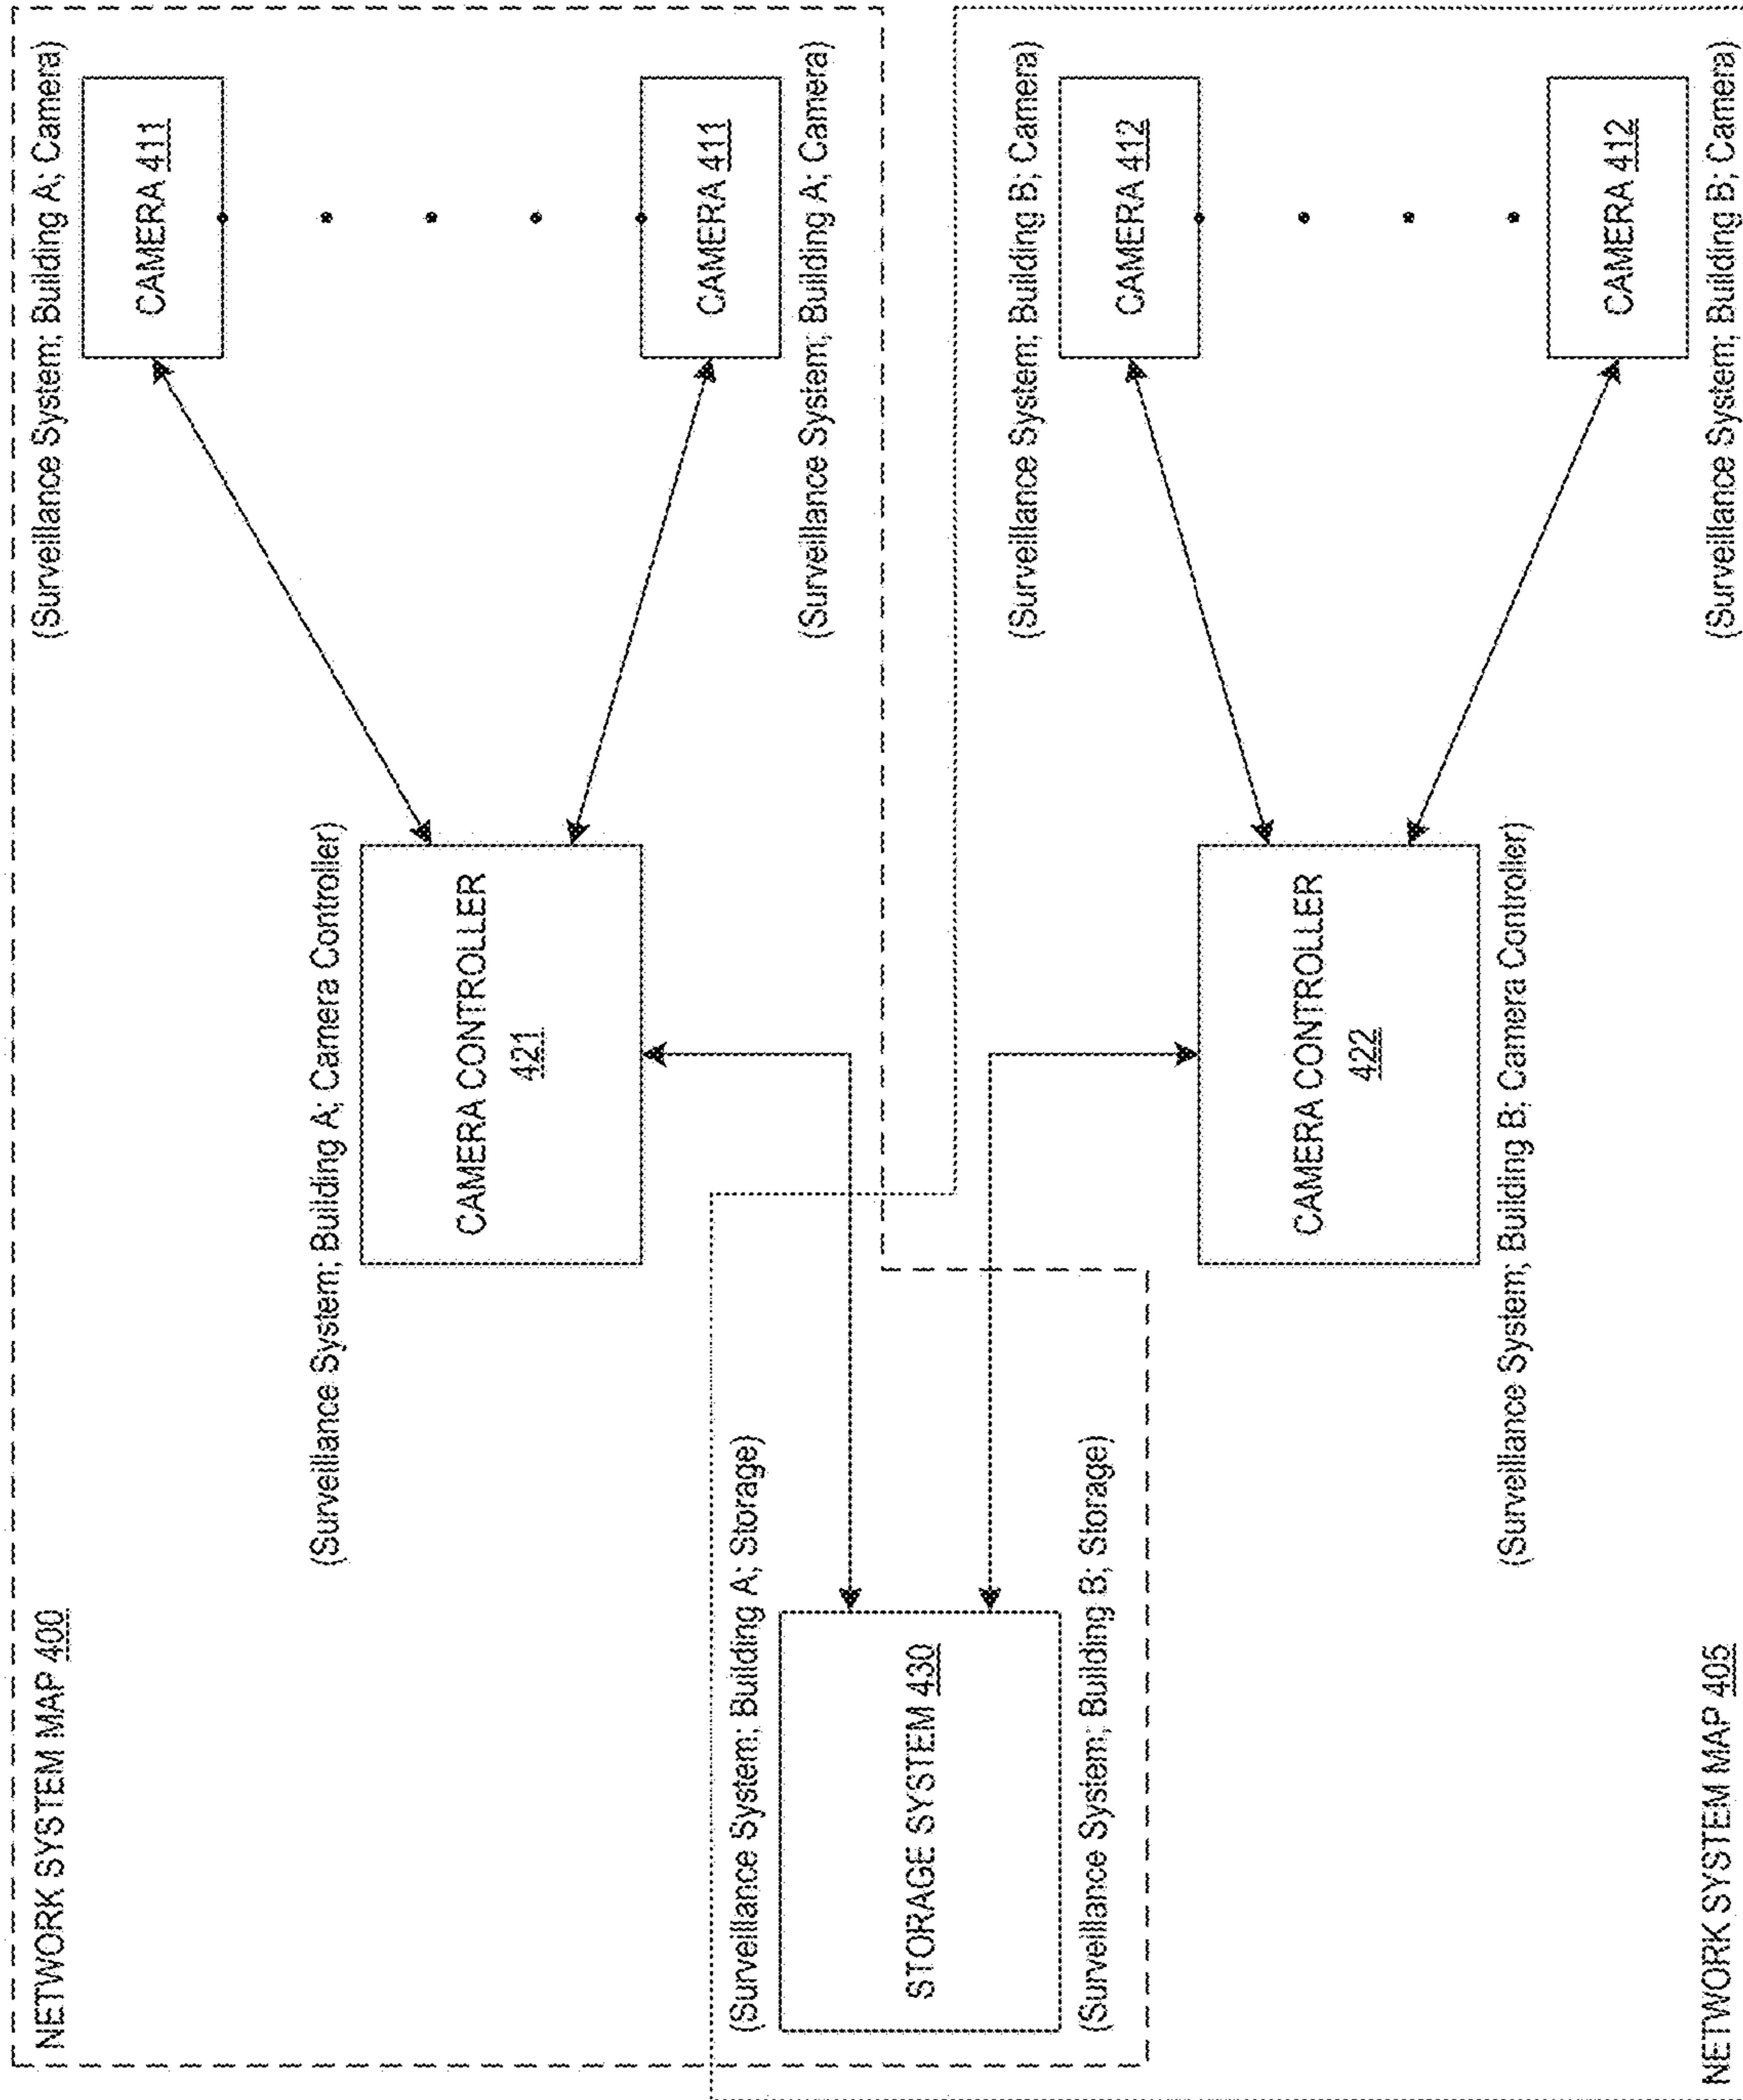 NETWORK SYSTEM MAP 400
(Surveillance System; Building A; Camera)
CAMERA 411
(Surveillance System; Building A; Camera Controller)
CAMERA CONTROLLER
421
CAMERA 411
(Surveillance System; Building A; Camera)
(Surveillance System; Building A; Storage)
STORAGE SYSTEM 430
(Surveillance System; Building B; Storage)
(Surveillance System; Building B; Camera)
CAMERA 412
CAMERA CONTROLLER
422
(Surveillance System; Building B; Camera Controller)
CAMERA 412
(Surveillance System; Building B; Camera)
NETWORK SYSTEM MAP 405